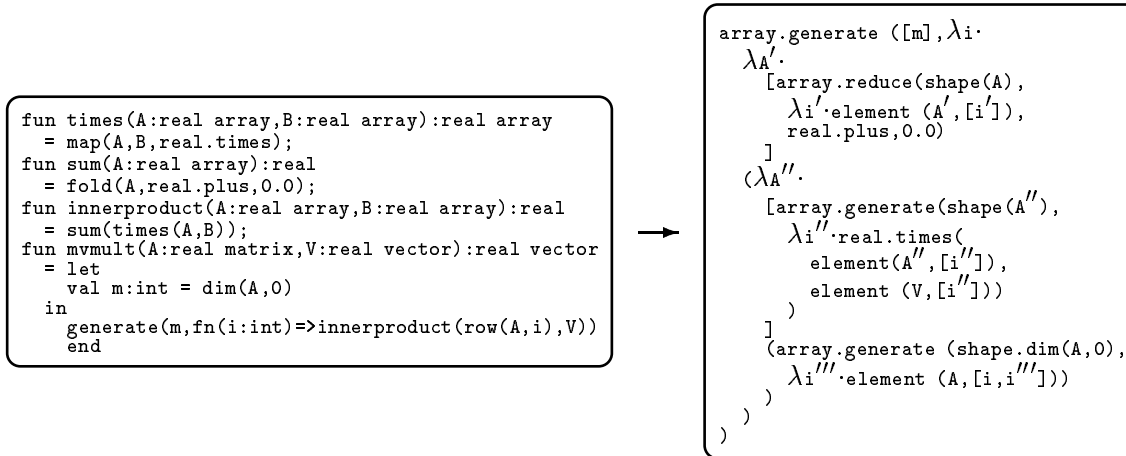 fun times(A:real array,B:real array):real array
= map(A,B,real.times);
fun sum(A:real array):real
= fold(A,real.plus,0.0);
fun innerproduct(A:real array,B:real array):real
= sum(times(A,B));
fun mvmult(A:real matrix,V:real vector):real vector
= let
val m:int = dim(A,0)
in
generate(m,fn(i:int)=>innerproduct(row(A,i),V))
end
→
array.generate ([m],λi·
λA′·
[array.reduce(shape(A),
λi′·element (A′,[i′]),
real.plus,0.0)
]
(λA″·
[array.generate(shape(A″),
λi″·real.times(
element(A″,[i″]),
element (V,[i″]))
)
]
(array.generate (shape.dim(A,0),
λi‴·element (A,[i,i‴]))
)
)
)